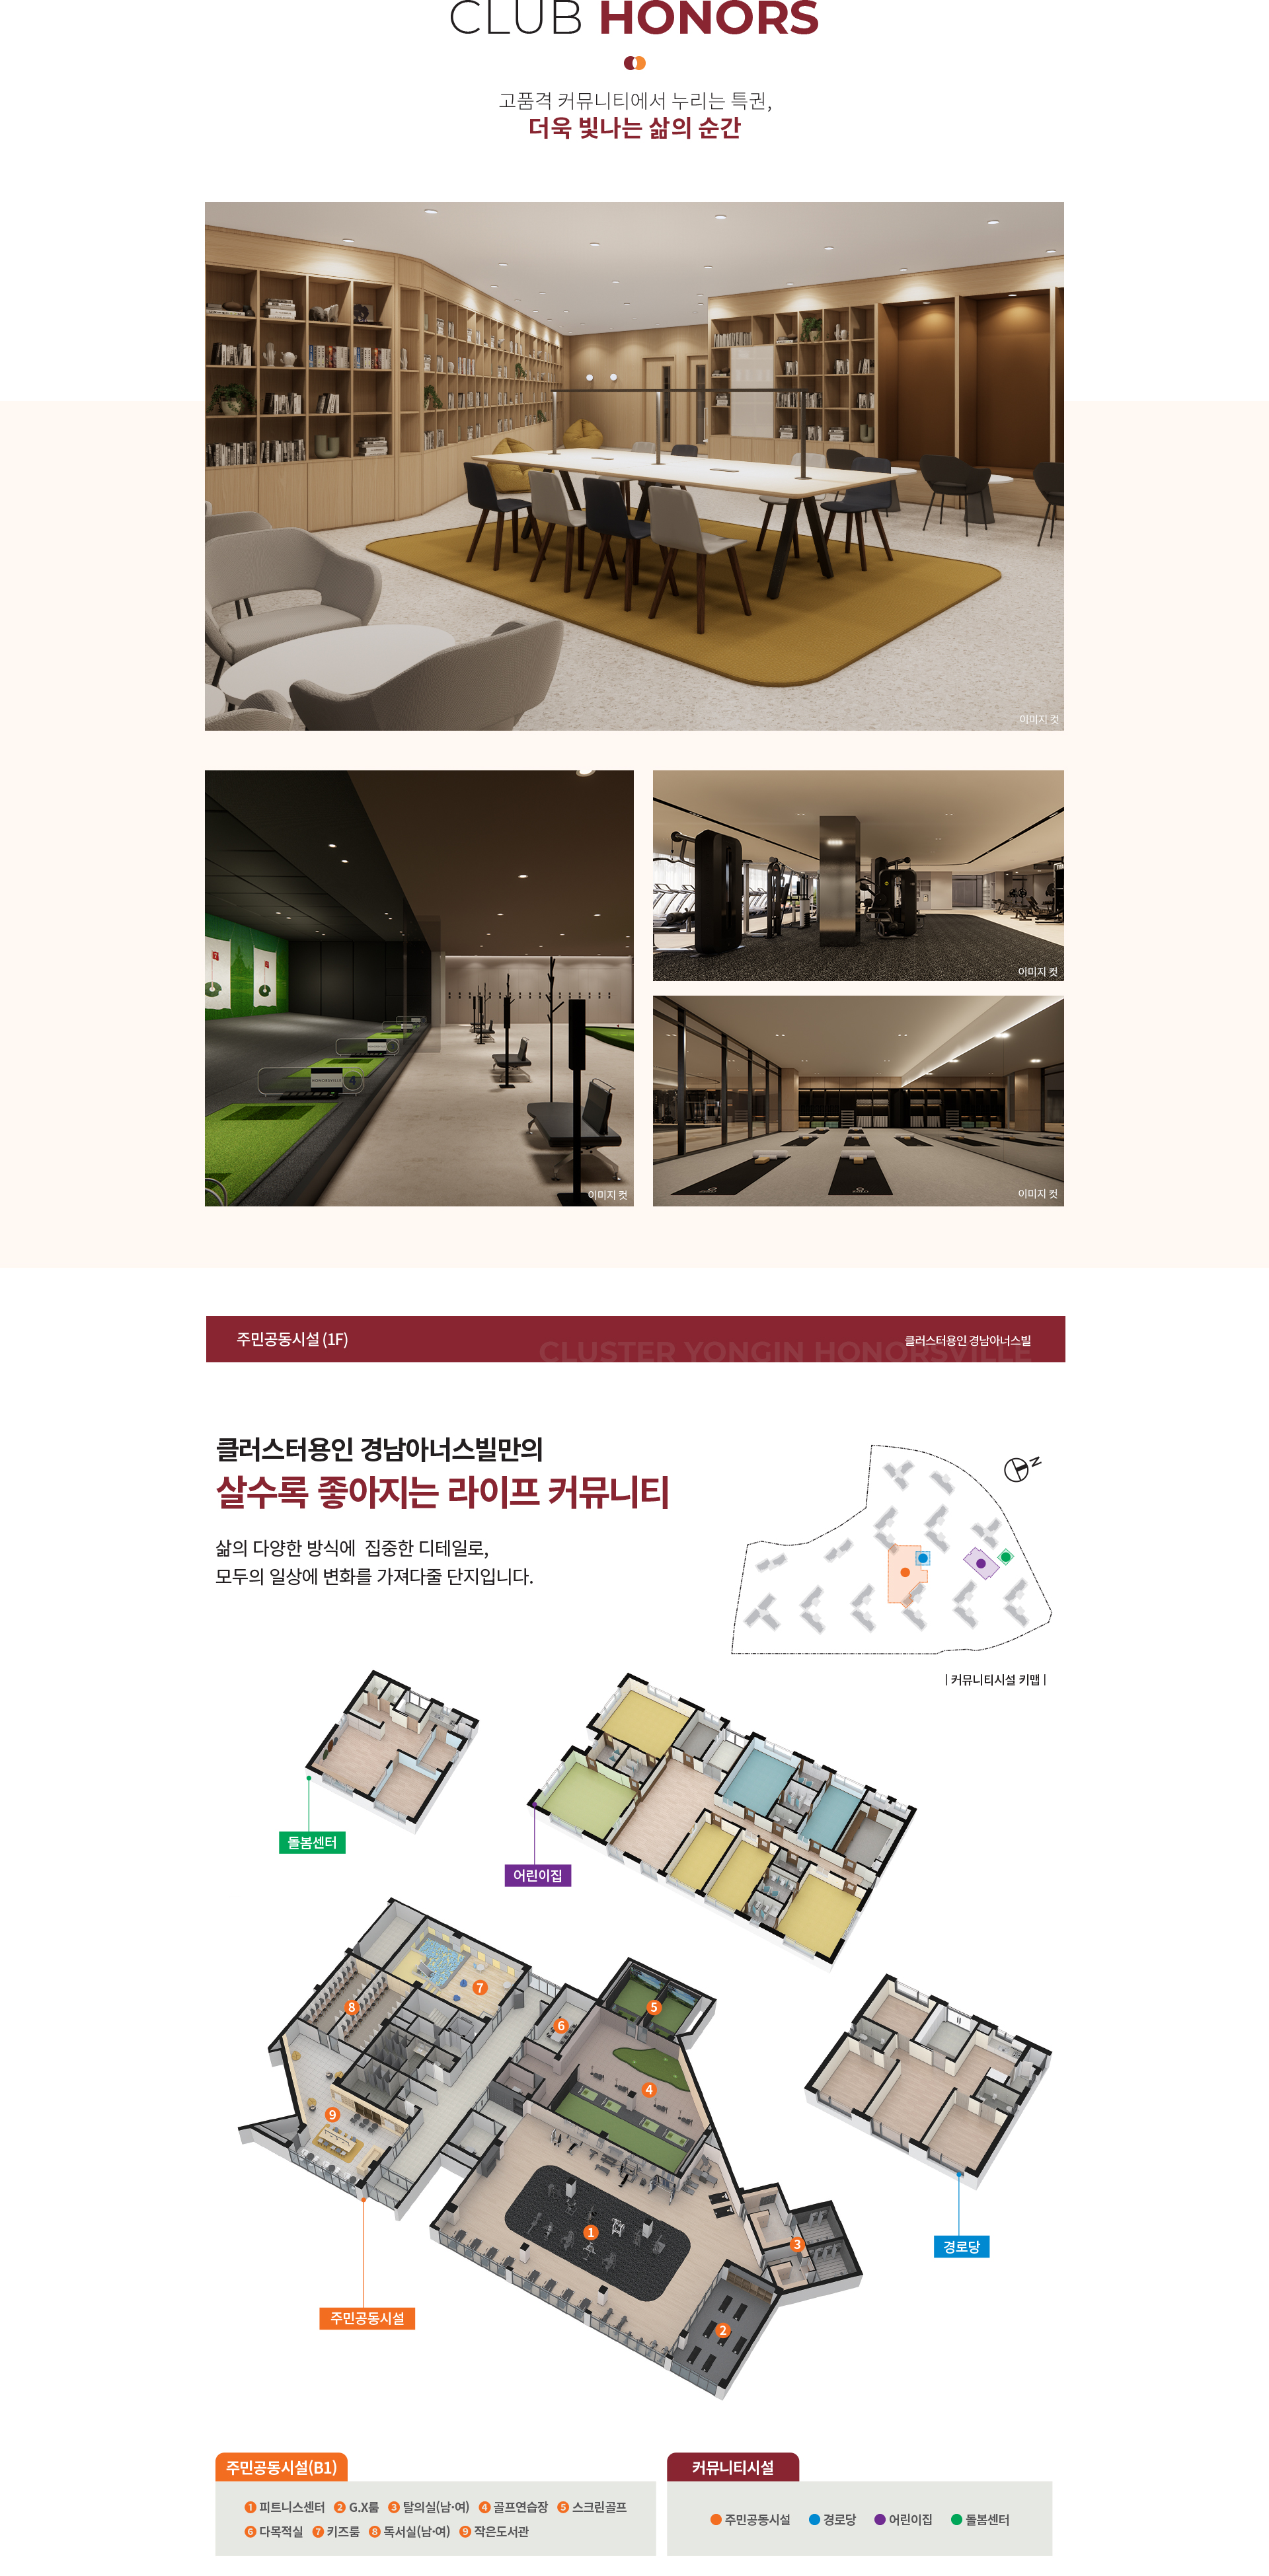 CLUB HONORS
고품격 커뮤니티에서 누리는 특권,
더욱 빛나는 삶의 순간
이미지 컷
7
HONORSVILLE 4
이미지 컷
이미지 컷
이미지 컷
주민공동시설 (1F)
CLUSTER YONGIN HONORSVILLE
클러스터용인 경남아너스빌
클러스터용인 경남아너스빌만의
살수록 좋아지는 라이프 커뮤니티
삶의 다양한 방식에 집중한 디테일로,
모두의 일상에 변화를 가져다줄 단지입니다.
N
| 커뮤니티시설 키맵 |
돌봄센터
어린이집
7
8
5
6
4
9
1
3
경로당
2
주민공동시설
주민공동시설(B1)
1 피트니스센터 2 G.X룸 3 탈의실(남·여) 4 골프연습장 5 스크린골프
6 다목적실 7 키즈룸 8 독서실(남·여) 9 작은도서관
커뮤니티시설
주민공동시설 경로당 어린이집 돌봄센터